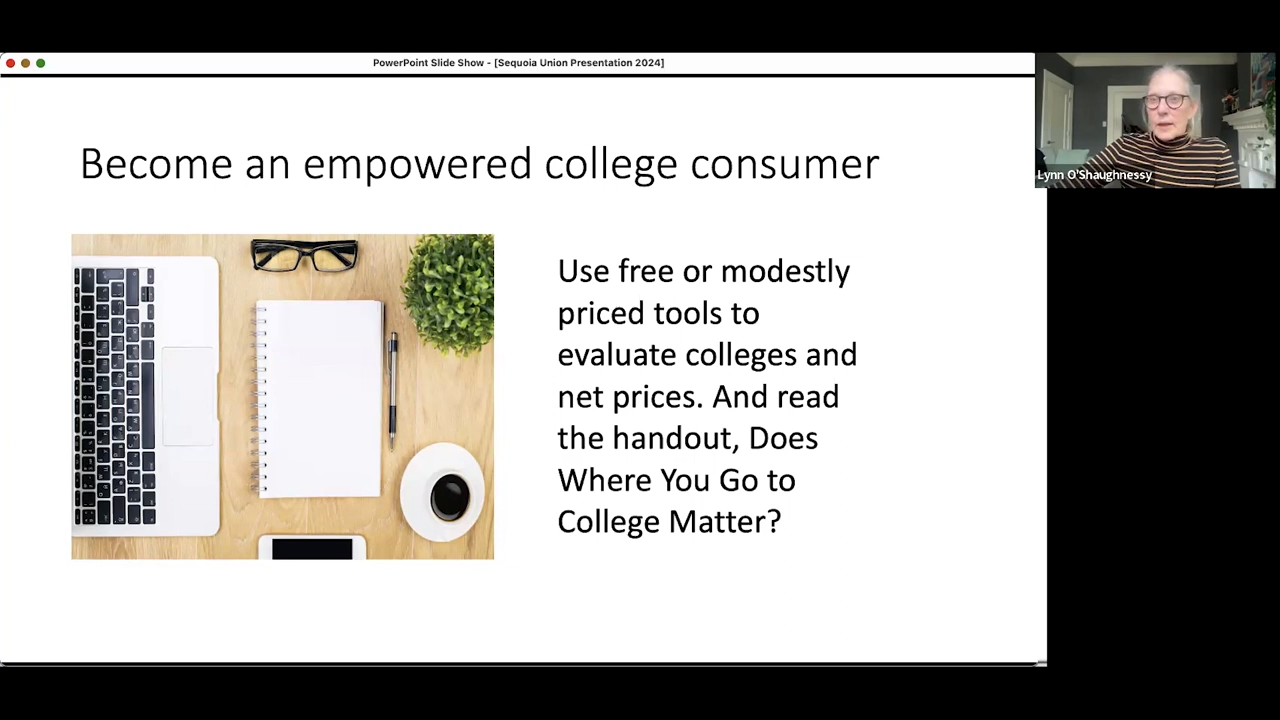 PowerPoint Slide Show - [Sequoia Union Presentation 2024]
Lynn O'Shaughnessy
Become an empowered college consumer
Use free or modestly
priced tools to
evaluate colleges and
net prices. And read
the handout, Does
Where You Go to
College Matter?